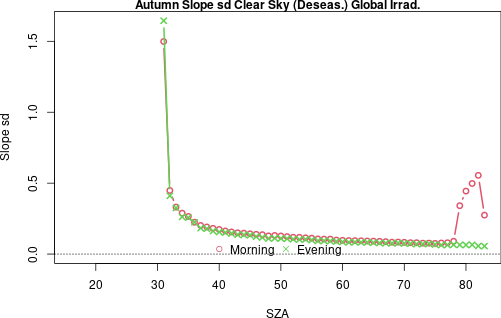 Autumn Slope sd Clear Sky (Deseas.) Global Irrad.
Slope sd
1.5
1.0
0.5
0.0
Morning
Evening
20 30 40 50 60 70 80
SZA